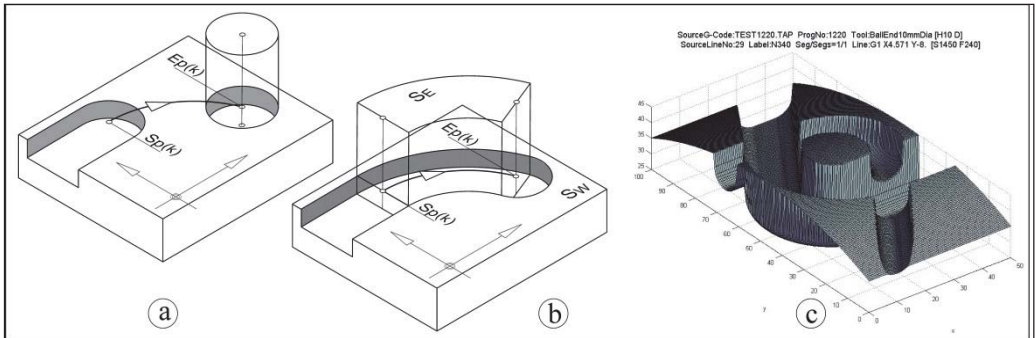 Ep(k)
Sp(k)
a
SE
Ep(k)
Sp(k)
SW
b
SourceG-Code:TEST1220.TAP ProgNo:1220 Tool:BallEnd10mmDia [H10 D]
SourceLineNo:29 Label:N340 Seg/Segs=1/1 Line:G1 X4.571 Y-8. [S1450 F240]
45
40
35
30
25
100
90
80
70
60
50
40
30
20
10
0
0
10
20
30
40
50
y
x
c